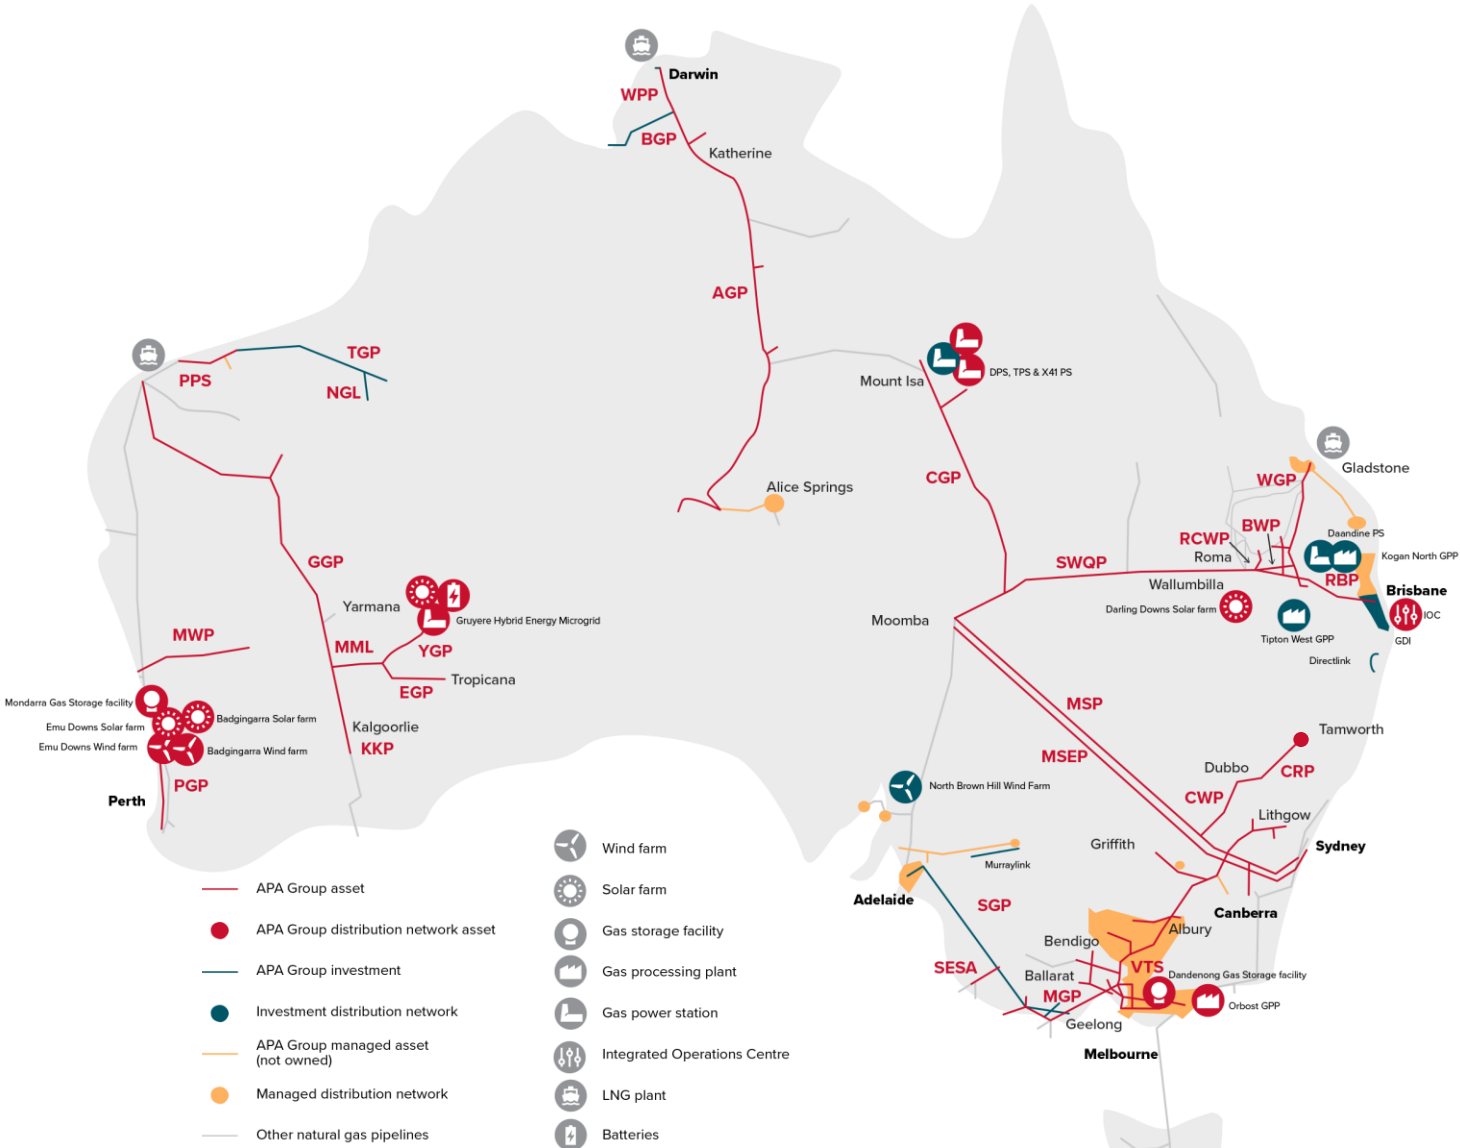 Darwin
WPP
BGP
Katherine
AGP
TGP
PPS
NGL
Mount Isa
DPS, TPS & X41 PS
Gladstone
WGP
CGP
Alice Springs
BWP
Daandine PS
RCWP
Roma
Kogan North GPP
GGP
SWQP
RBP
Wallumbilla
Brisbane
Yarmana
Darling Downs Solar farm
IOC
Gruyere Hybrid Energy Microgrid
Moomba
Tipton West GPP
GDI
MWP
MML
YGP
Directlink
Tropicana
EGP
Mondarra Gas Storage facility
MSP
Emu Downs Solar farm
Badgingarra Solar farm
Kalgoorlie
Tamworth
Emu Downs Wind farm
Badgingarra Wind farm
KKP
MSEP
Dubbo
CRP
PGP
North Brown Hill Wind Farm
Perth
CWP
Lithgow
Griffith
Sydney
Murraylink
Adelaide
SGP
Canberra
Albury
Bendigo
SESA
VTS
Ballarat
Dandenong Gas Storage facility
MGP
Orbost GPP
Geelong
Melbourne
APA Group asset
APA Group distribution network asset
APA Group investment
Investment distribution network
APA Group managed asset
(not owned)
Managed distribution network
Other natural gas pipelines
Wind farm
Solar farm
Gas storage facility
Gas processing plant
Gas power station
Integrated Operations Centre
LNG plant
Batteries